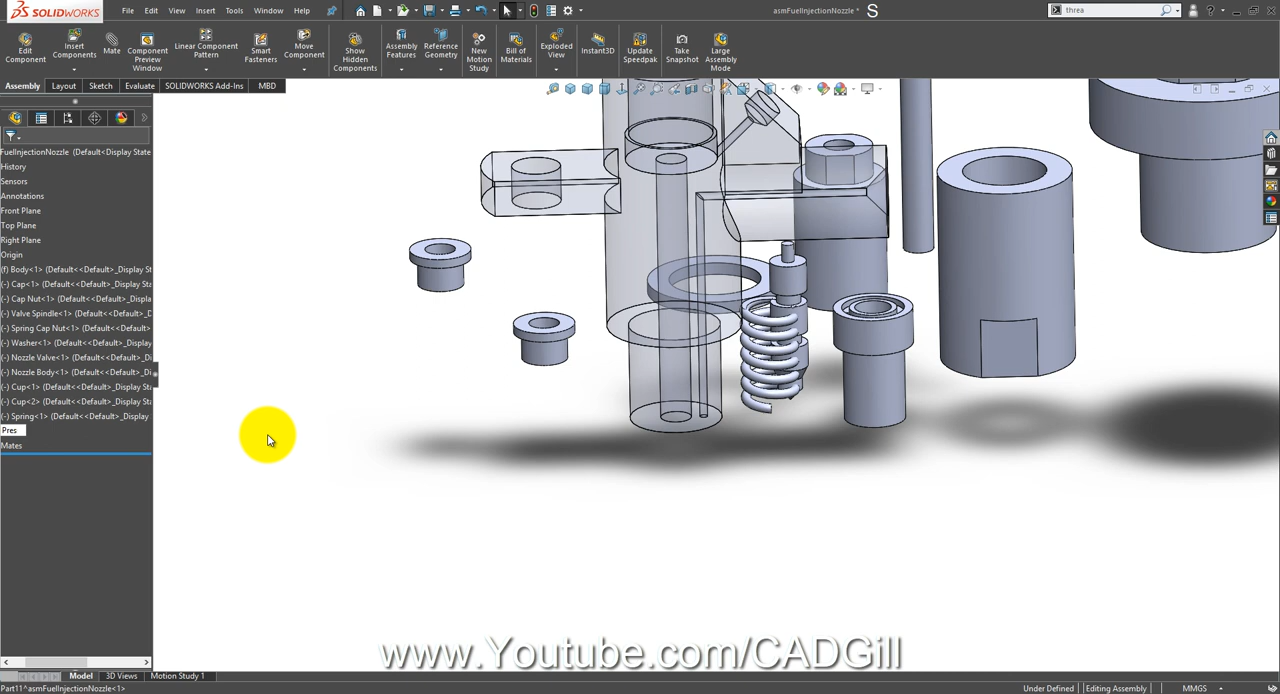 SOLIDWORKS
File
Edit
View
Insert
Tools
Window
Help
asmFuelInjectionNozzle *
threa
Edit Component
Insert Components
Mate
Component Preview Window
Linear Component Pattern
Smart Fasteners
Move Component
Show Hidden Components
Assembly Features
Reference Geometry
New Motion Study
Bill of Materials
Exploded View
Instant3D
Update Speedpak
Take Snapshot
Large Assembly Mode
Assembly
Layout
Sketch
Evaluate
SOLIDWORKS Add-Ins
MBD
FuelInjectionNozzle (Default<Display State
History
Sensors
Annotations
Front Plane
Top Plane
Right Plane
Origin
(f) Body<1> (Default<<Default>_Display St
(-) Cap<1> (Default<<Default>_Display Sta
(-) Cap Nut<1> (Default<<Default>_Displa
(-) Valve Spindle<1> (Default<<Default>_D
(-) Spring Cap Nut<1> (Default<<Default>
(-) Washer<1> (Default<<Default>_Display
(-) Nozzle Valve<1> (Default<<Default>_Di
(-) Nozzle Body<1> (Default<<Default>_Di
(-) Cup<1> (Default<<Default>_Display Sta
(-) Cup<2> (Default<<Default>_Display Sta
(-) Spring<1> (Default<<Default>_Display
Pres
Mates
www.Youtube.com/CADGill
Model
3D Views
Motion Study 1
Part11^asmFuelInjectionNozzle<1>
Under Defined
Editing Assembly
MMGS